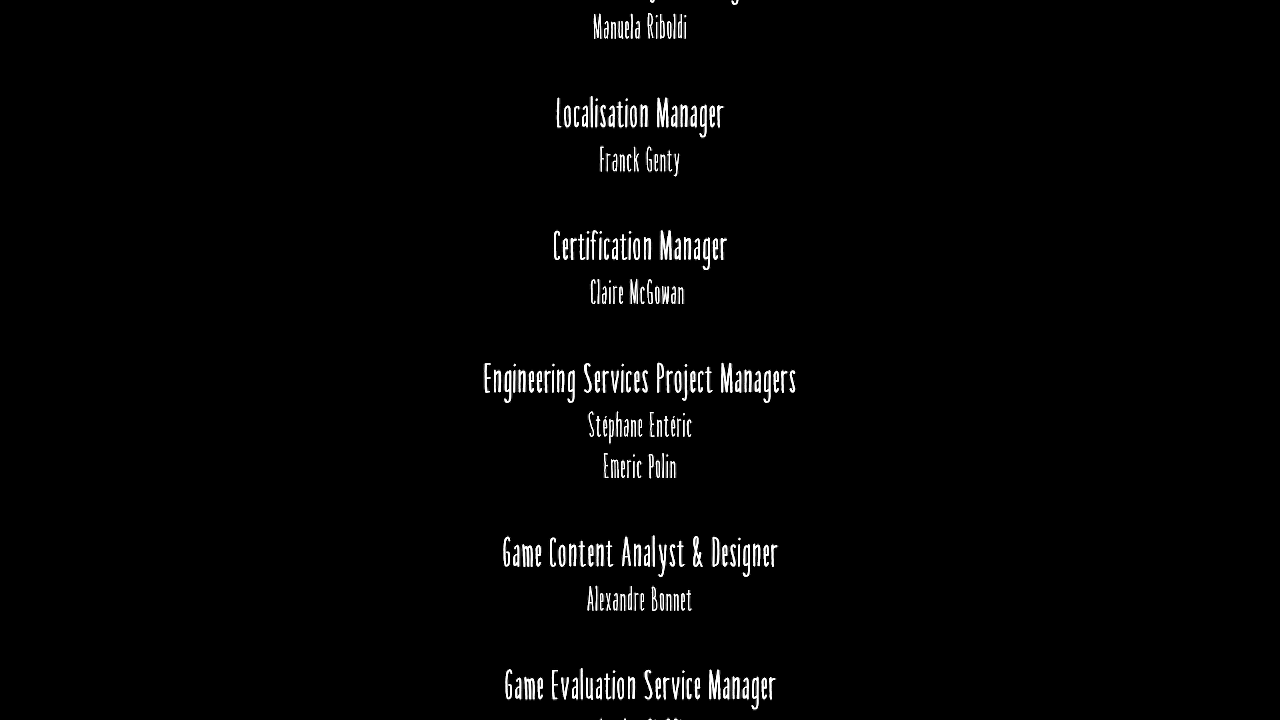 Manuela Riboldi
Localisation Manager
Franck Genty
Certification Manager
Claire McGowan
Engineering Services Project Managers
Stéphane Entéric
Emeric Polin
Game Content Analyst & Designer
Alexandre Bonnet
Game Evaluation Service Manager